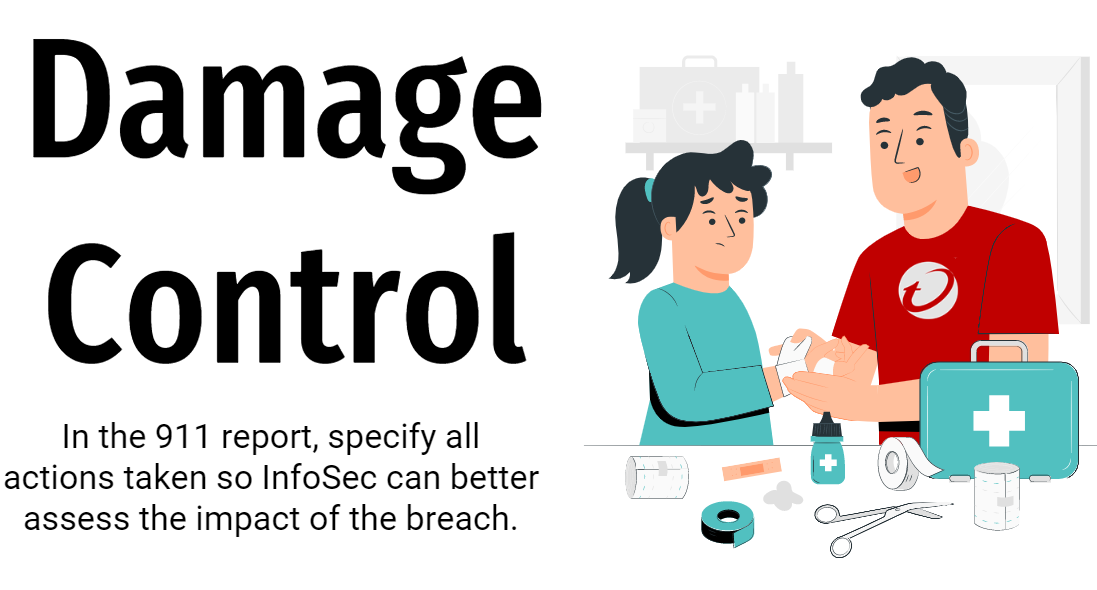 Damage
Control
In the 911 report, specify all
actions taken so InfoSec can better
assess the impact of the breach.